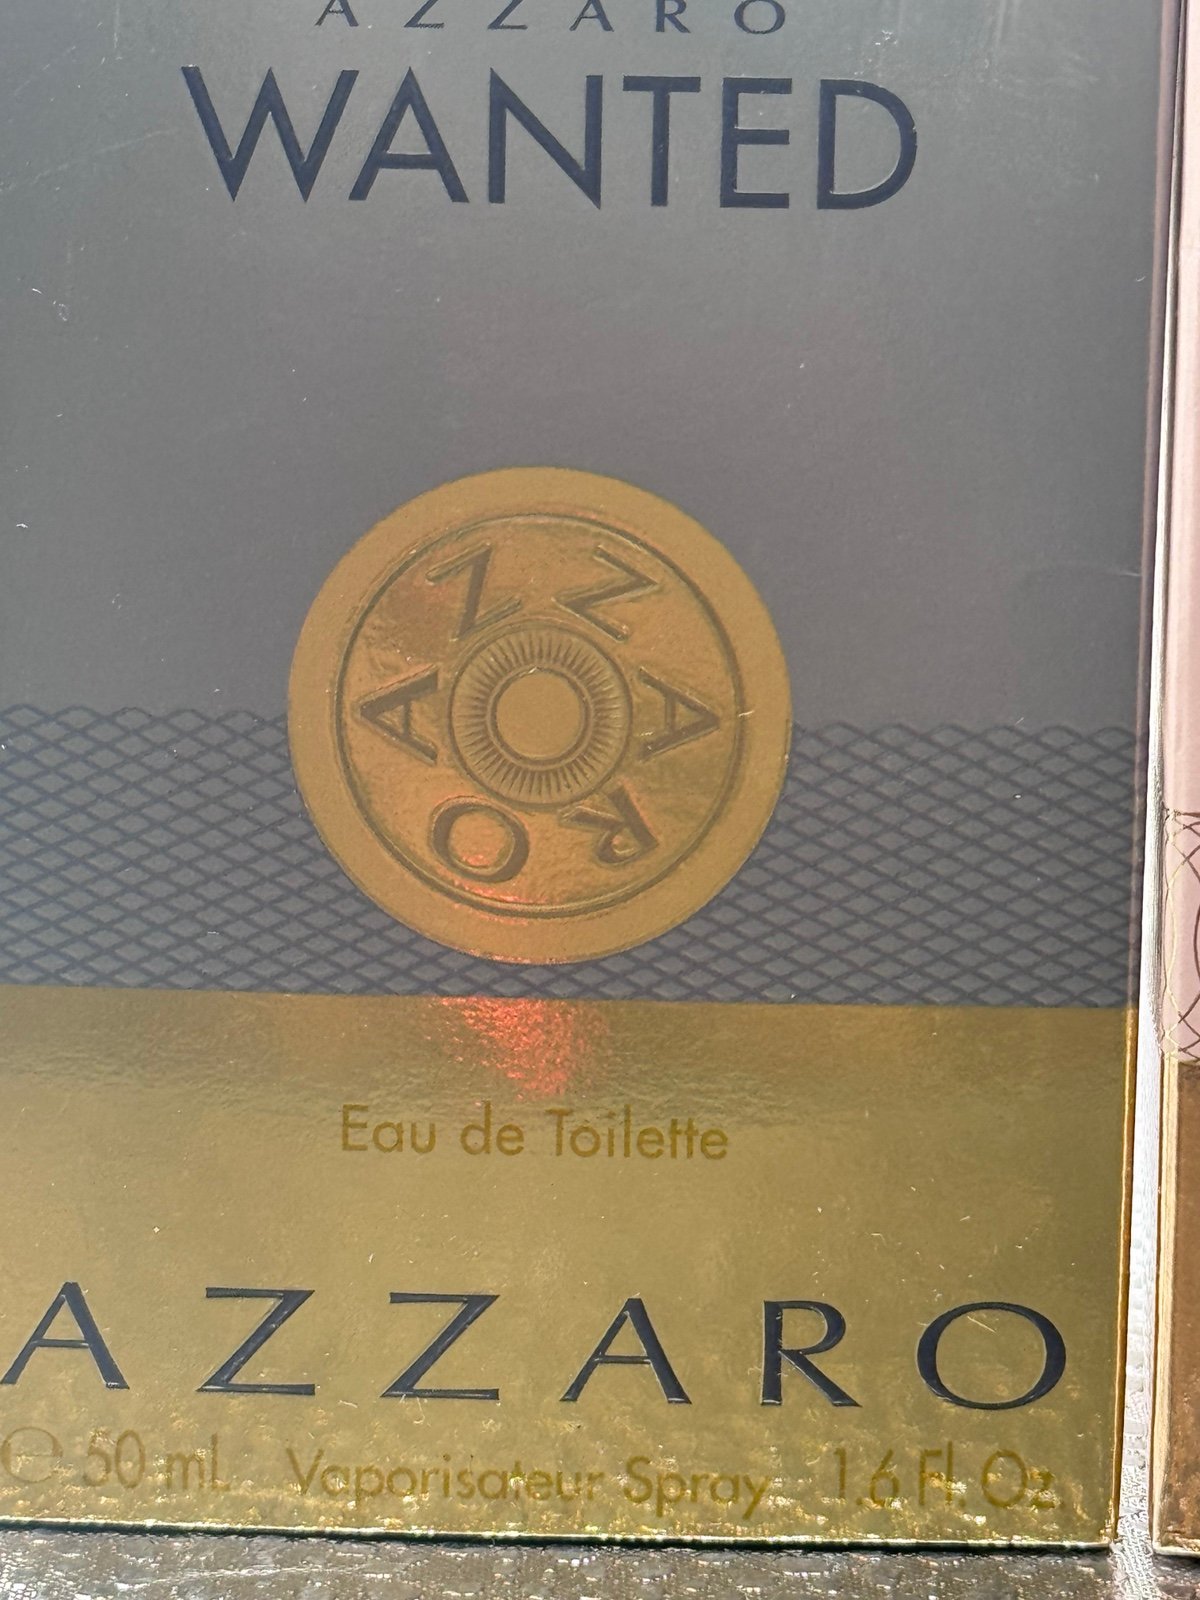 AZZARO
WANTED
AZZARO
Eau de Toilette
AZZARO
℮ 50 mL Vaporisateur Spray 1.6 Fl. Oz.